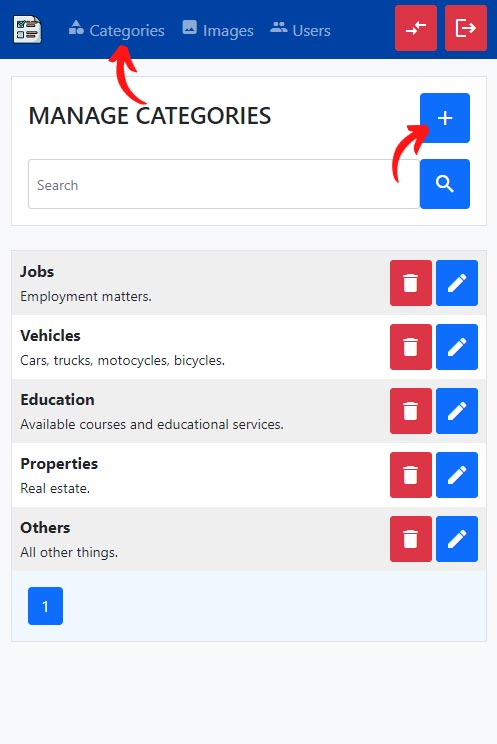 Categories Images Users
MANAGE CATEGORIES
Search
Jobs
Employment matters.
Vehicles
Cars, trucks, motocycles, bicycles.
Education
Available courses and educational services.
Properties
Real estate.
Others
All other things.
1